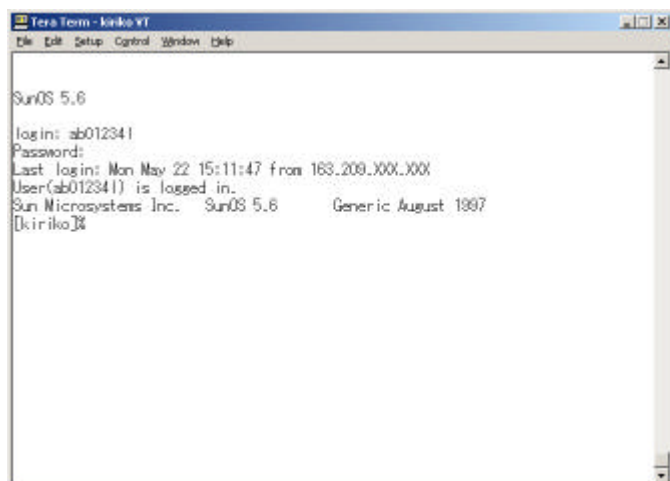 Tera Term - kiriko VT
File Edit Setup Control Window Help
SunOS 5.6
login: ab01234l
Password:
Last login: Mon May 22 15:11:47 from 163.209.XXX.XXX
User(ab01234l) is logged in.
Sun Microsystems Inc. SunOS 5.6 Generic August 1997
[kiriko]%